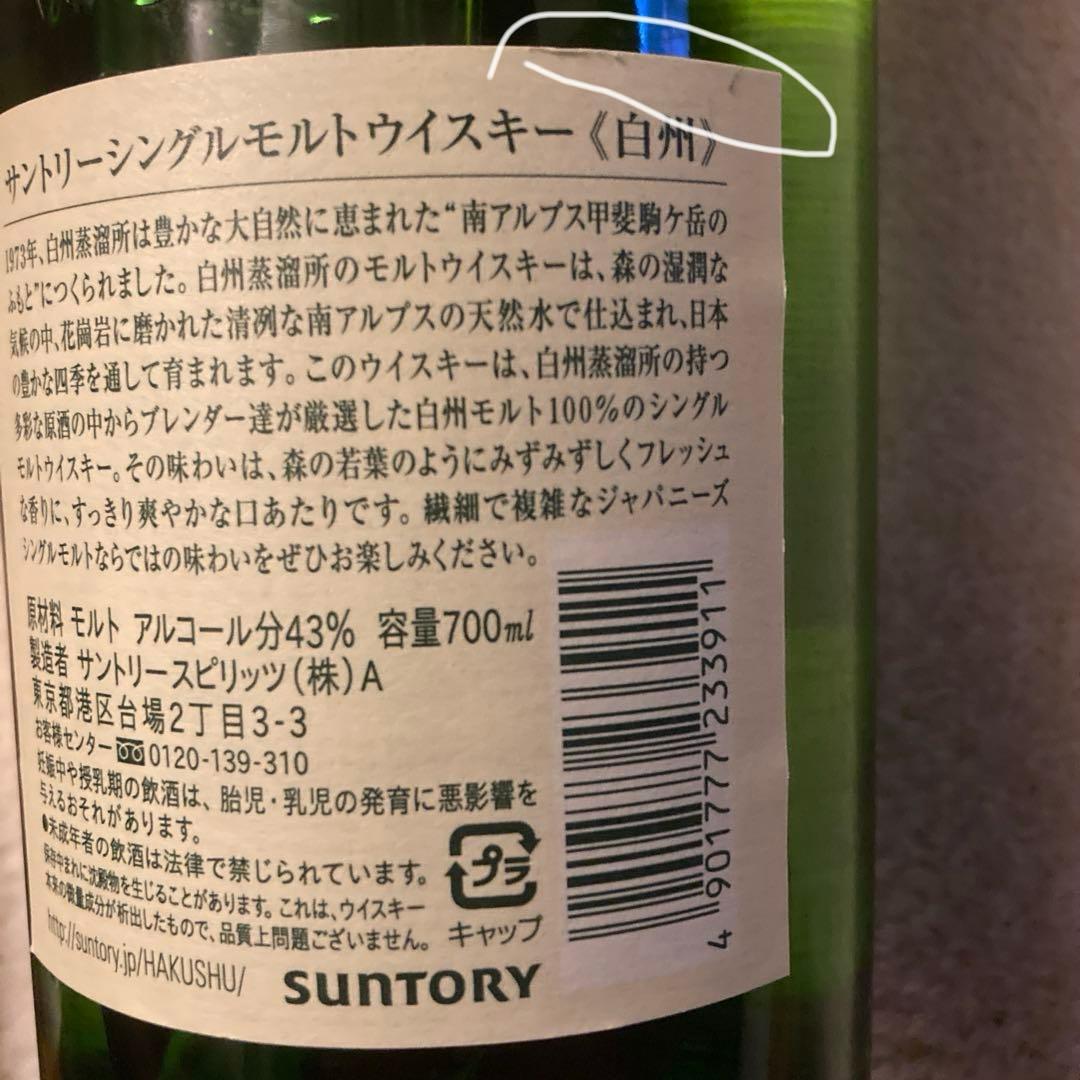 サントリーシングルモルトウイスキー《白州》
1973年、白州蒸溜所は豊かな大自然に恵まれた“南アルプス甲斐駒ケ岳の
ふもと”につくられました。白州蒸溜所のモルトウイスキーは、森の湿潤な
気候の中、花崗岩に磨かれた清冽な南アルプスの天然水で仕込まれ、日本
の豊かな四季を通して育まれます。このウイスキーは、白州蒸溜所の持つ
多彩な原酒の中からブレンダー達が厳選した白州モルト100%のシングル
モルトウイスキー。その味わいは、森の若葉のようにみずみずしくフレッシュ
な香りに、すっきり爽やかな口あたりです。繊細で複雑なジャパニーズ
シングルモルトならではの味わいをぜひお楽しみください。
原材料 モルト アルコール分43% 容量700ml
製造者 サントリースピリッツ(株)A
東京都港区台場2丁目3-3
お客様センター 0120-139-310
妊娠中や授乳期の飲酒は、胎児・乳児の発育に悪影響を
与えるおそれがあります。
●未成年者の飲酒は法律で禁じられています。
保存中まれに沈殿物を生じることがあります。これは、ウイスキー
本来の微量成分が析出したもので、品質上問題ございません。
プラ
キャップ
http://suntory.jp/HAKUSHU/
SUNTORY
4 901777 233911